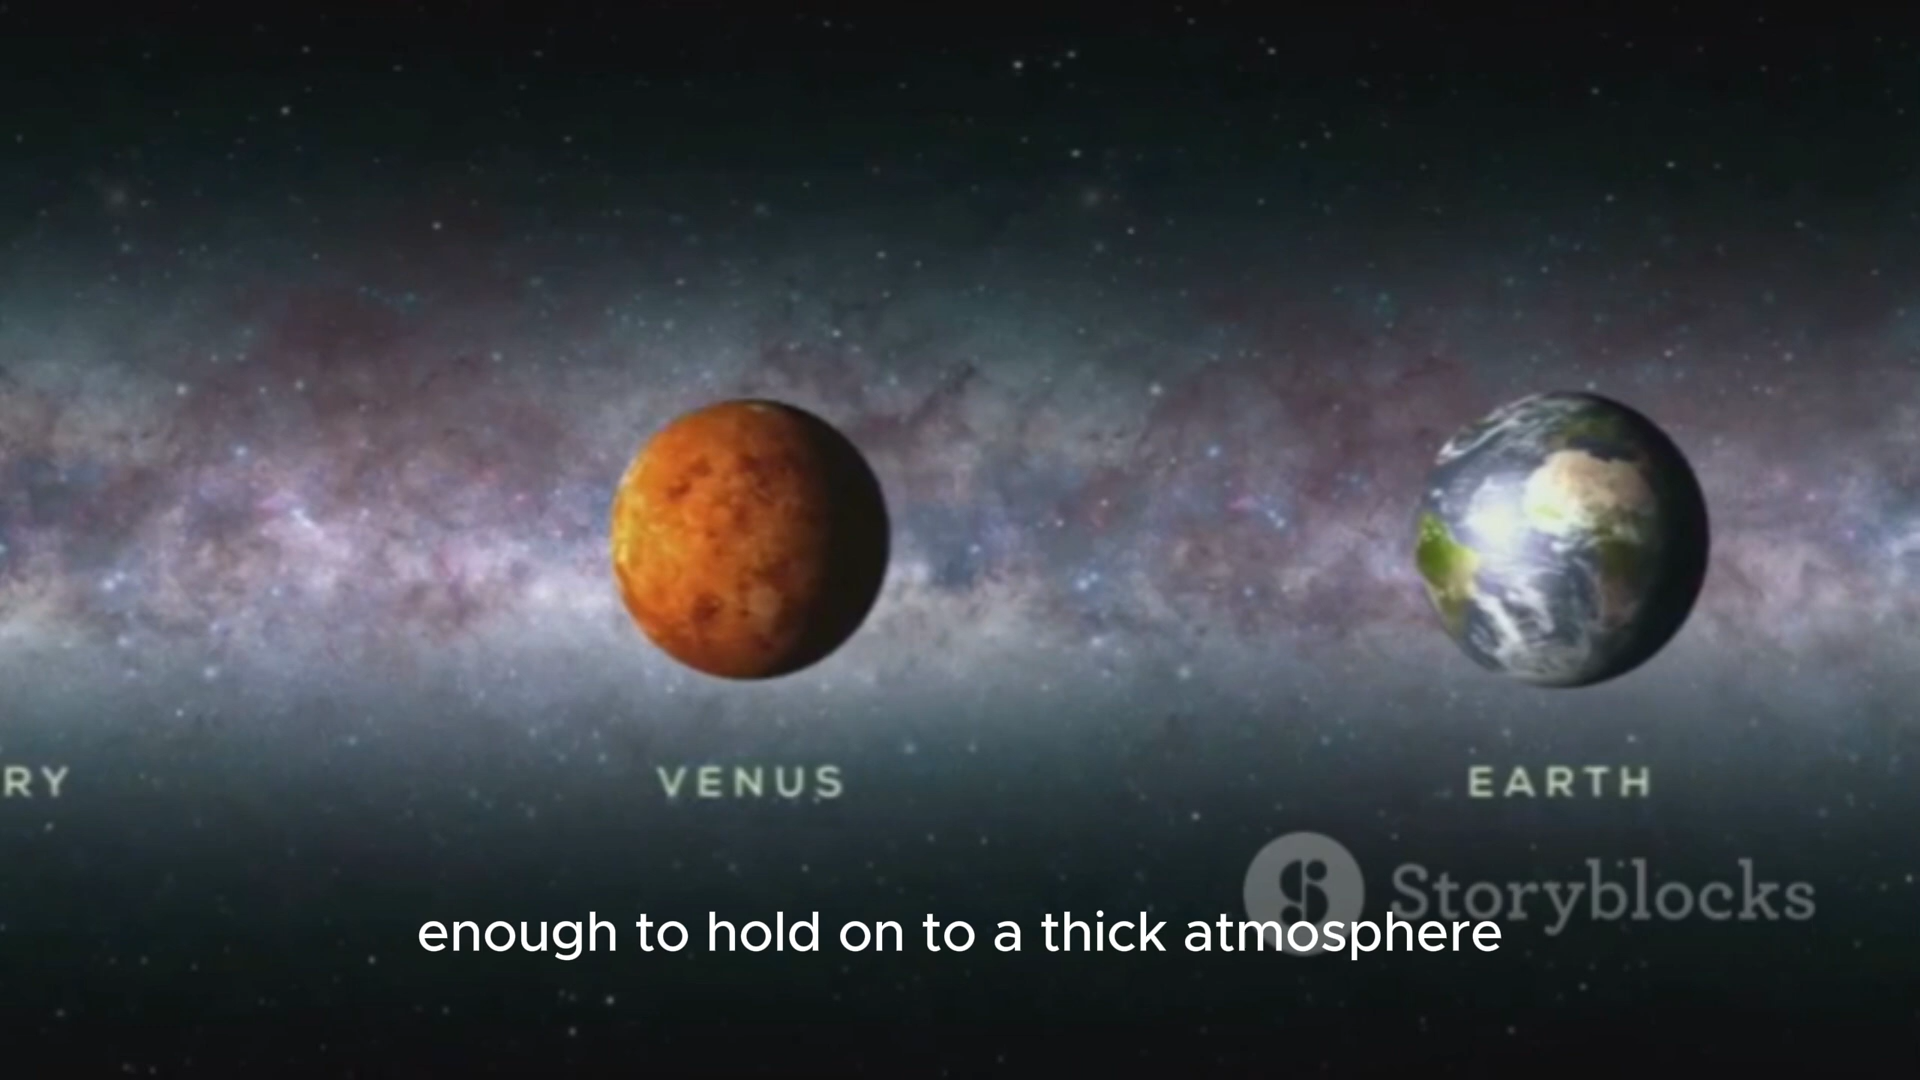 RY
VENUS
EARTH
Storyblocks
enough to hold on to a thick atmosphere